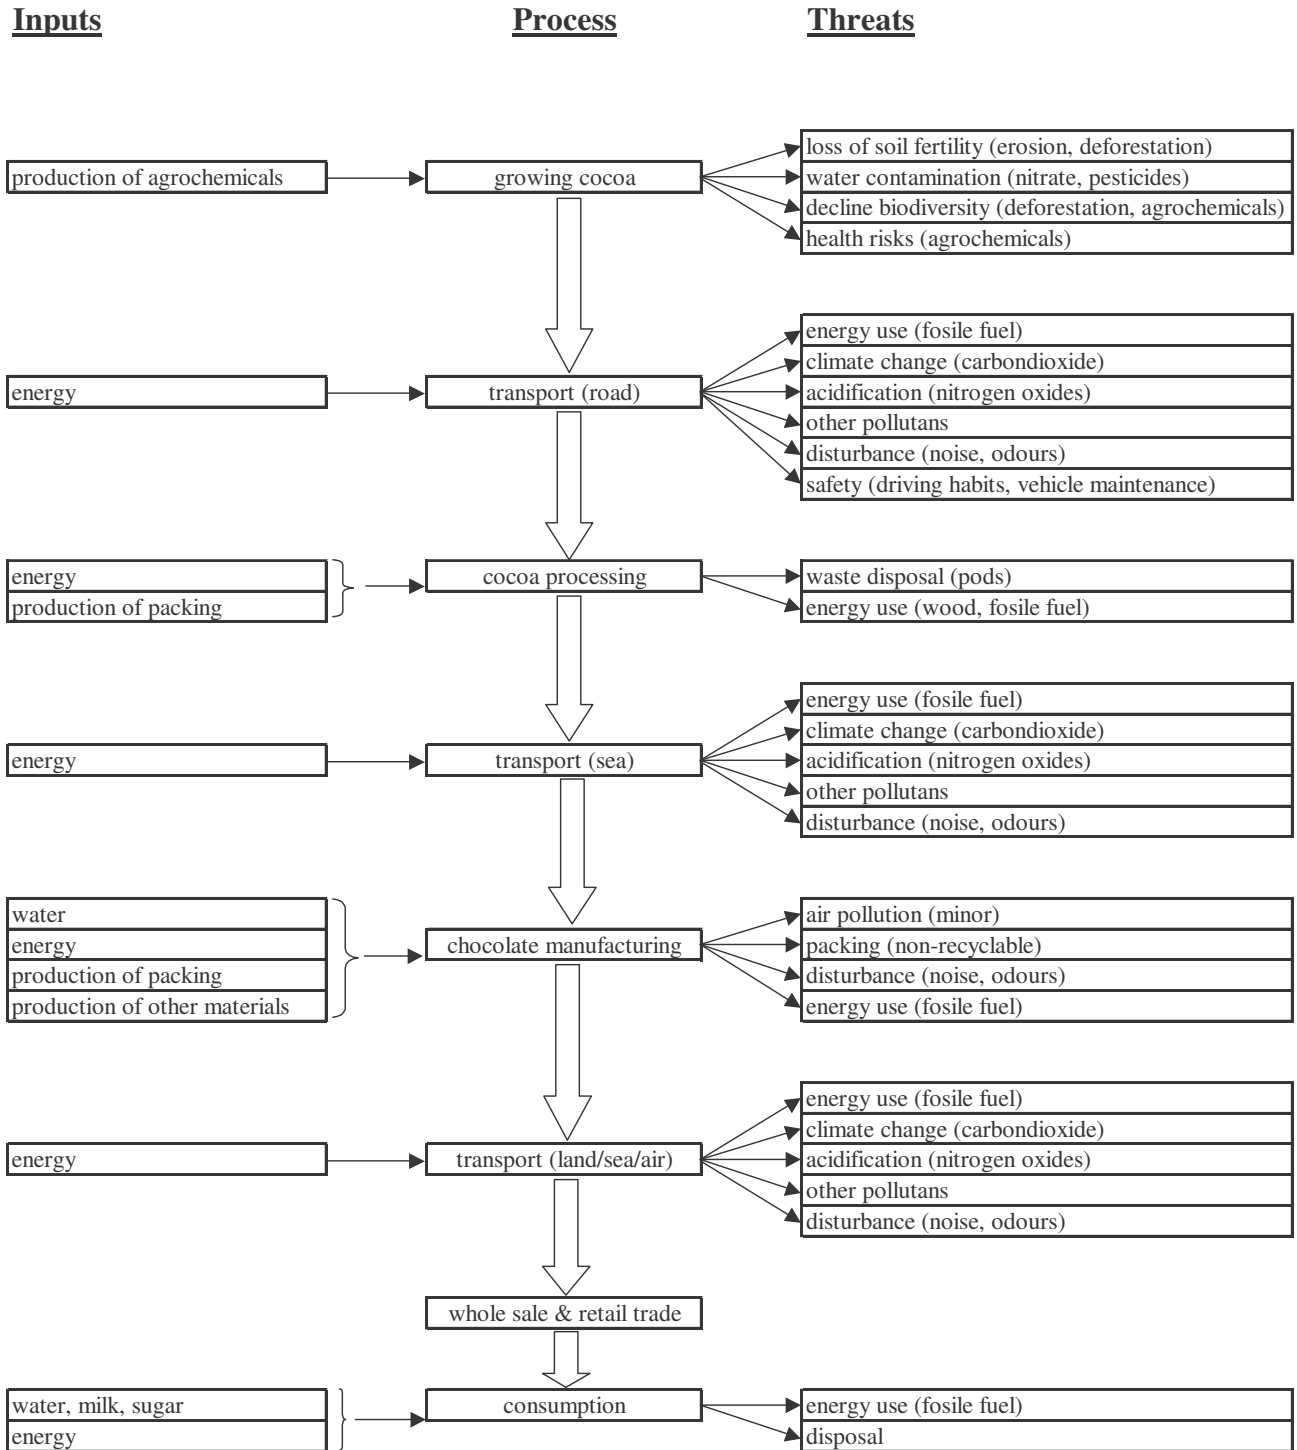 Inputs
Process
Threats
production of agrochemicals
growing cocoa
loss of soil fertility (erosion, deforestation)
water contamination (nitrate, pesticides)
decline biodiversity (deforestation, agrochemicals)
health risks (agrochemicals)
energy
transport (road)
energy use (fosile fuel)
climate change (carbondioxide)
acidification (nitrogen oxides)
other pollutans
disturbance (noise, odours)
safety (driving habits, vehicle maintenance)
energy
production of packing
cocoa processing
waste disposal (pods)
energy use (wood, fosile fuel)
energy
transport (sea)
energy use (fosile fuel)
climate change (carbondioxide)
acidification (nitrogen oxides)
other pollutans
disturbance (noise, odours)
water
energy
production of packing
production of other materials
chocolate manufacturing
air pollution (minor)
packing (non-recyclable)
disturbance (noise, odours)
energy use (fosile fuel)
energy
transport (land/sea/air)
energy use (fosile fuel)
climate change (carbondioxide)
acidification (nitrogen oxides)
other pollutans
disturbance (noise, odours)
whole sale & retail trade
water, milk, sugar
energy
consumption
energy use (fosile fuel)
disposal